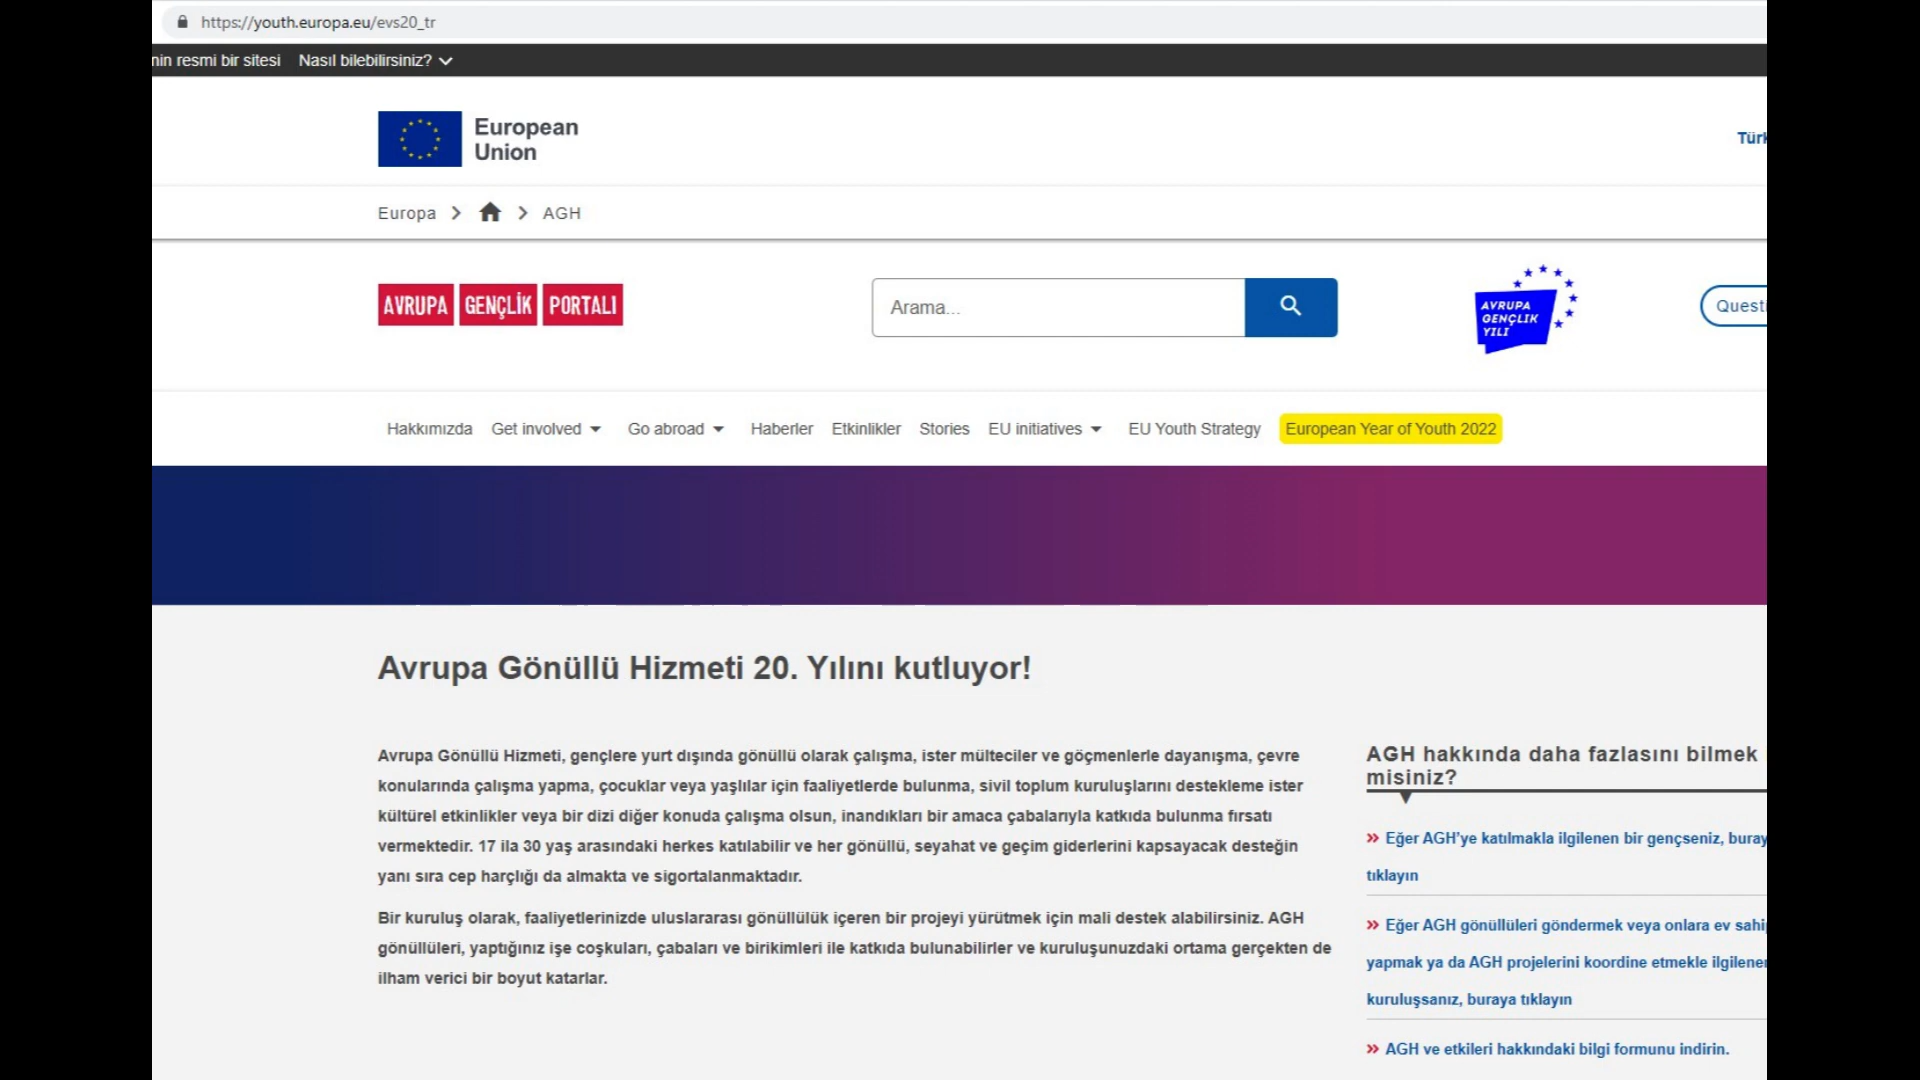 https://youth.europa.eu/evs20_tr
nin resmi bir sitesi Nasıl bilebilirsiniz?
European
Union
Türk
Europa > > AGH
AVRUPA GENÇLİK PORTALI
Arama...
AVRUPA
GENÇLIK
YILI
Questi
Hakkımızda Get involved Go abroad Haberler Etkinlikler Stories EU initiatives EU Youth Strategy European Year of Youth 2022
Avrupa Gönüllü Hizmeti 20. Yılını kutluyor!
Avrupa Gönüllü Hizmeti, gençlere yurt dışında gönüllü olarak çalışma, ister mülteciler ve göçmenlerle dayanışma, çevre
konularında çalışma yapma, çocuklar veya yaşlılar için faaliyetlerde bulunma, sivil toplum kuruluşlarını destekleme ister
kültürel etkinlikler veya bir dizi diğer konuda çalışma olsun, inandıkları bir amaca çabalarıyla katkıda bulunma fırsatı
vermektedir. 17 ila 30 yaş arasındaki herkes katılabilir ve her gönüllü, seyahat ve geçim giderlerini kapsayacak desteğin
yanı sıra cep harçlığı da almakta ve sigortalanmaktadır.
Bir kuruluş olarak, faaliyetlerinizde uluslararası gönüllülük içeren bir projeyi yürütmek için mali destek alabilirsiniz. AGH
gönüllüleri, yaptığınız işe coşkuları, çabaları ve birikimleri ile katkıda bulunabilirler ve kuruluşunuzdaki ortama gerçekten de
ilham verici bir boyut katarlar.
AGH hakkında daha fazlasını bilmek
misiniz?
» Eğer AGH'ye katılmakla ilgilenen bir gençseniz, buray
tıklayın
» Eğer AGH gönüllüleri göndermek veya onlara ev sahi
yapmak ya da AGH projelerini koordine etmekle ilgilene
kuruluşsanız, buraya tıklayın
» AGH ve etkileri hakkındaki bilgi formunu indirin.